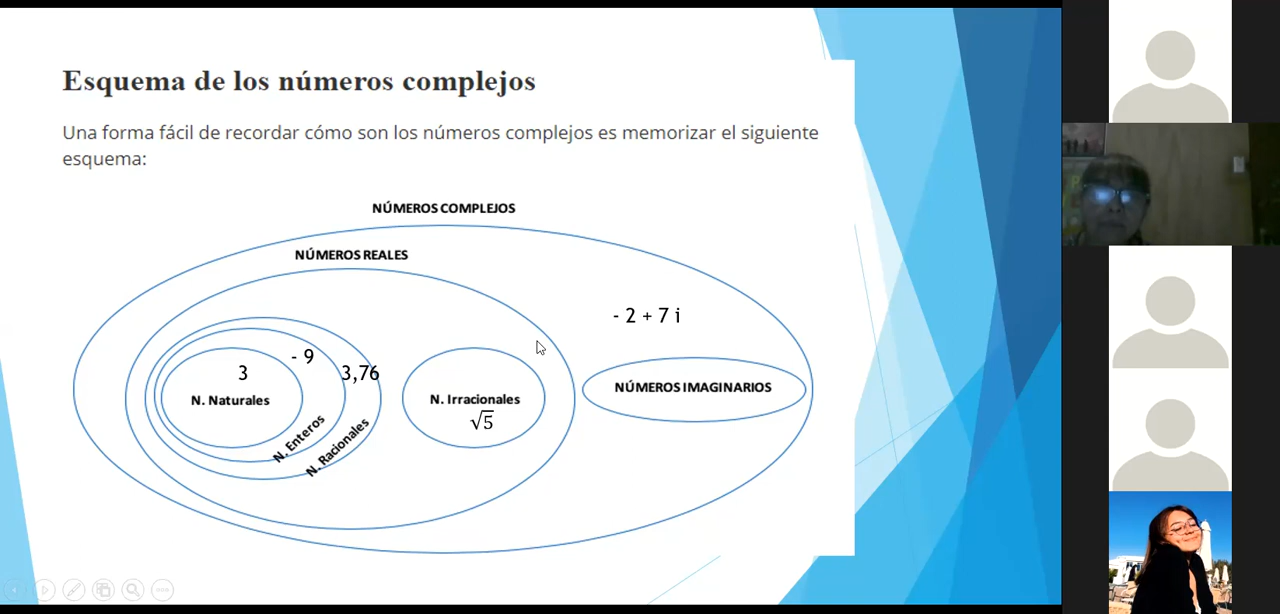 Esquema de los números complejos
Una forma fácil de recordar cómo son los números complejos es memorizar el siguiente
esquema:
NÚMEROS COMPLEJOS
NÚMEROS REALES
- 2 + 7 i
- 9
3
3,76
NÚMEROS IMAGINARIOS
N. Naturales
N. Irracionales
√5
N. Enteros
N. Racionales